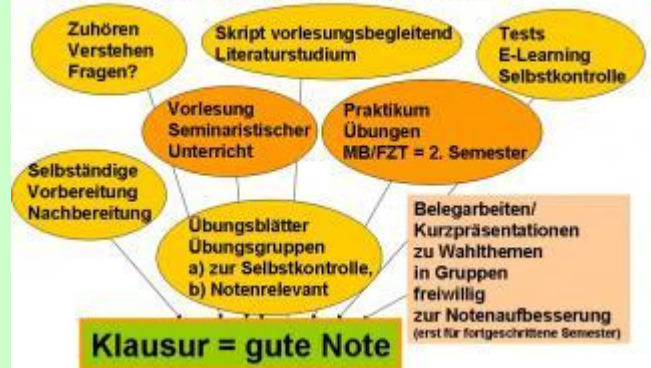 Zuhören
Verstehen
Fragen?
Skript vorlesungsbegleitend
Literaturstudium
Tests
E-Learning
Selbstkontrolle
Vorlesung
Seminaristischer
Unterricht
Praktikum
Übungen
MB/FZT = 2. Semester
Selbständige
Vorbereitung
Nachbereitung
Übungsblätter
Übungsgruppen
a) zur Selbstkontrolle,
b) Notenrelevant
Belegarbeiten/
Kurzpräsentationen
zu Wahlthemen
in Gruppen
freiwillig
zur Notenaufbesserung
(erst für fortgeschrittene Semester)
Klausur = gute Note